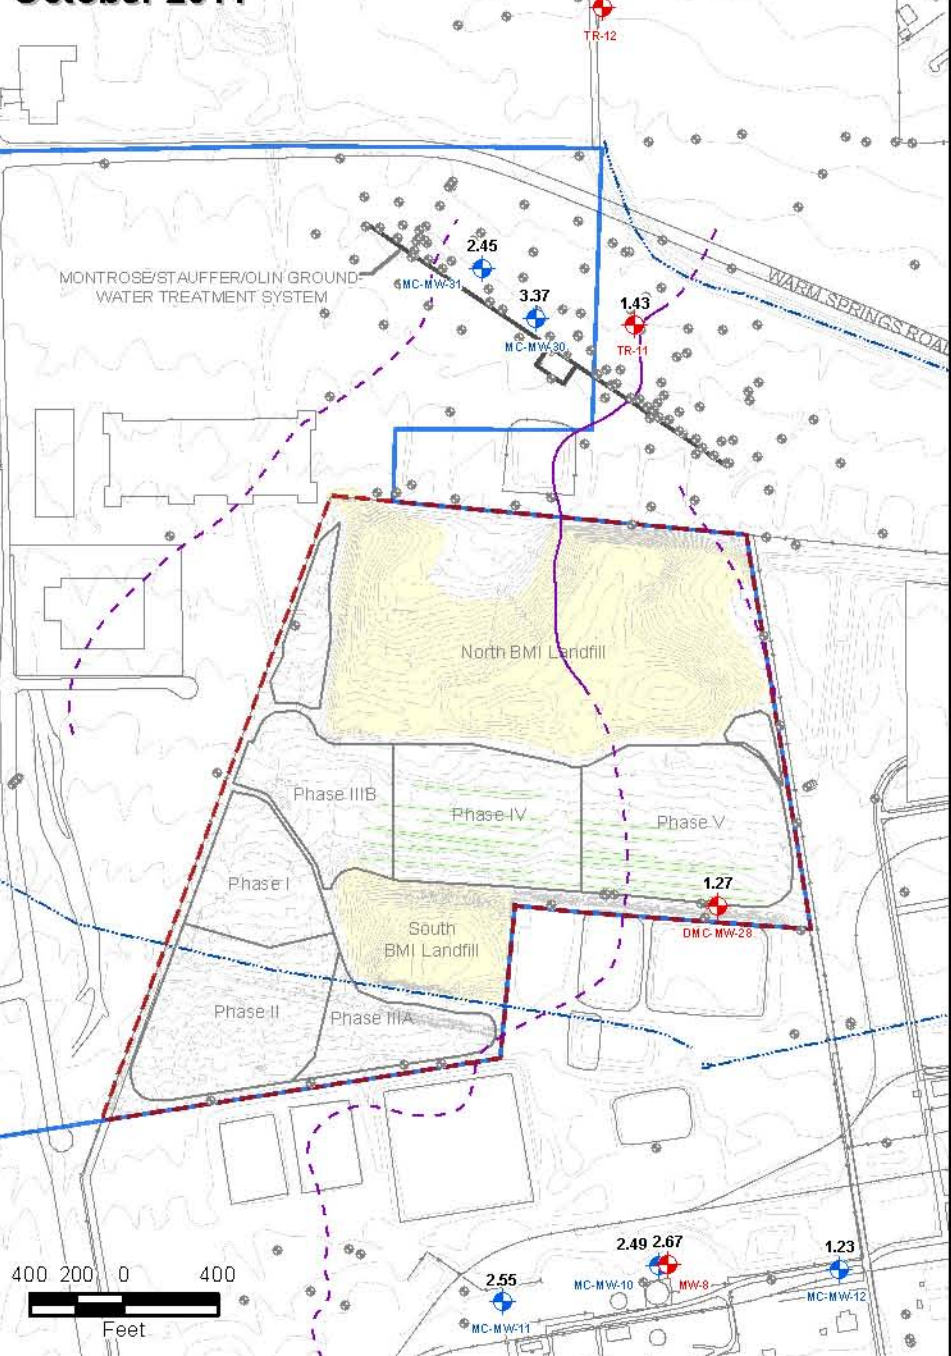 October 2011
TR-12
2.45
MONTROSE/STAUFFER/OLIN GROUND-
WATER TREATMENT SYSTEM
MC-MW-31
WARM SPRINGS ROAD
3.37
1.43
MC-MW-30
TR-11
North BMI Landfill
Phase IIIB
Phase IV
Phase V
Phase I
1.27
DMC-MW-28
South
BMI Landfill
Phase II
Phase IIIA
2.49 2.67
1.23
400 200 0 400
2.55
MC-MW-10
MW-8
MC-MW-12
Feet
MC-MW-11